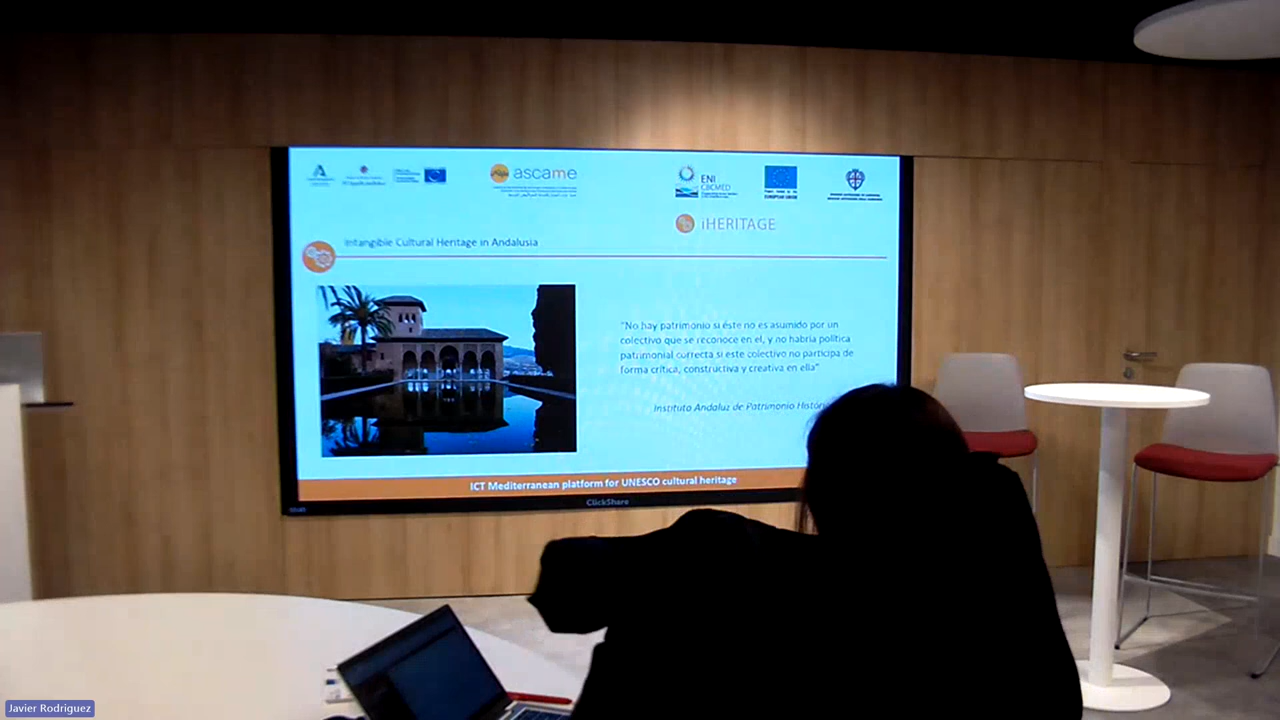 ascame
ENI
CBCMED
EUROPEAN UNION
iHERITAGE
Intangible Cultural Heritage in Andalusia
"No hay patrimonio si éste no es asumido por un
colectivo que se reconoce en el, y no habría política
patrimonial correcta si este colectivo no participa de
forma crítica, constructiva y creativa en ella"
Instituto Andaluz de Patrimonio
ICT Mediterranean platform for UNESCO cultural heritage
ClickShare
Javier Rodriguez